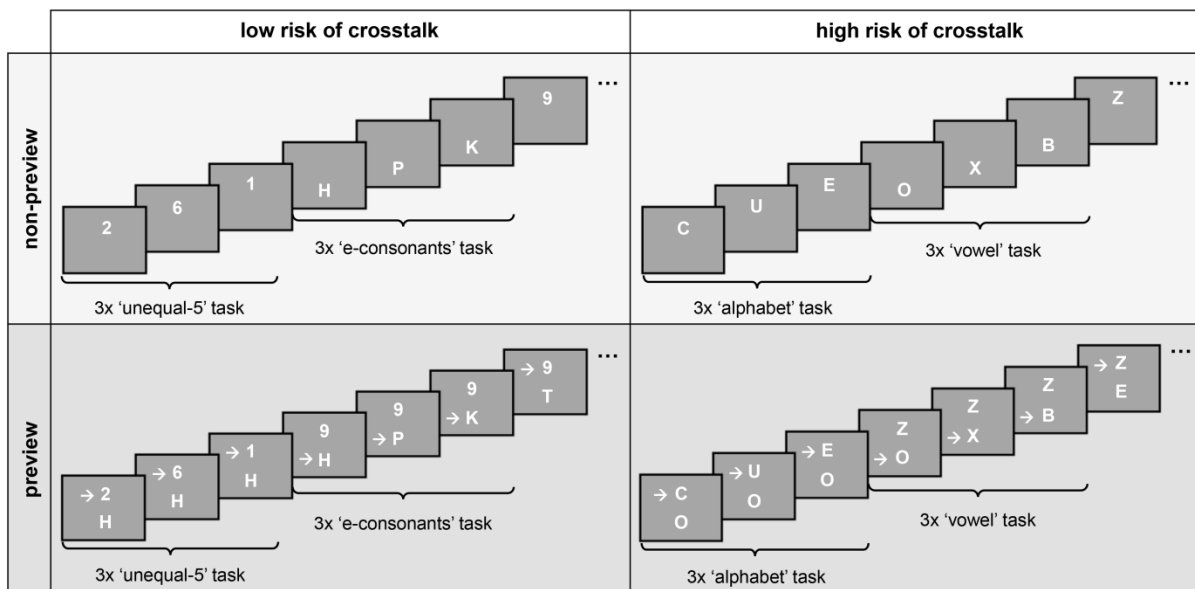 low risk of crosstalk
high risk of crosstalk
non-preview
2
6
1
H
P
K
9
...
3x ‘unequal-5’ task
3x ‘e-consonants’ task
C
U
E
O
X
B
Z
...
3x ‘alphabet’ task
3x ‘vowel’ task
preview
→ 2
H
→ 6
H
→ 1
H
9
→ H
9
→ P
9
→ K
→ 9
T
...
3x ‘unequal-5’ task
3x ‘e-consonants’ task
→ C
O
→ U
O
→ E
O
Z
→ O
Z
→ X
Z
→ B
→ Z
E
...
3x ‘alphabet’ task
3x ‘vowel’ task